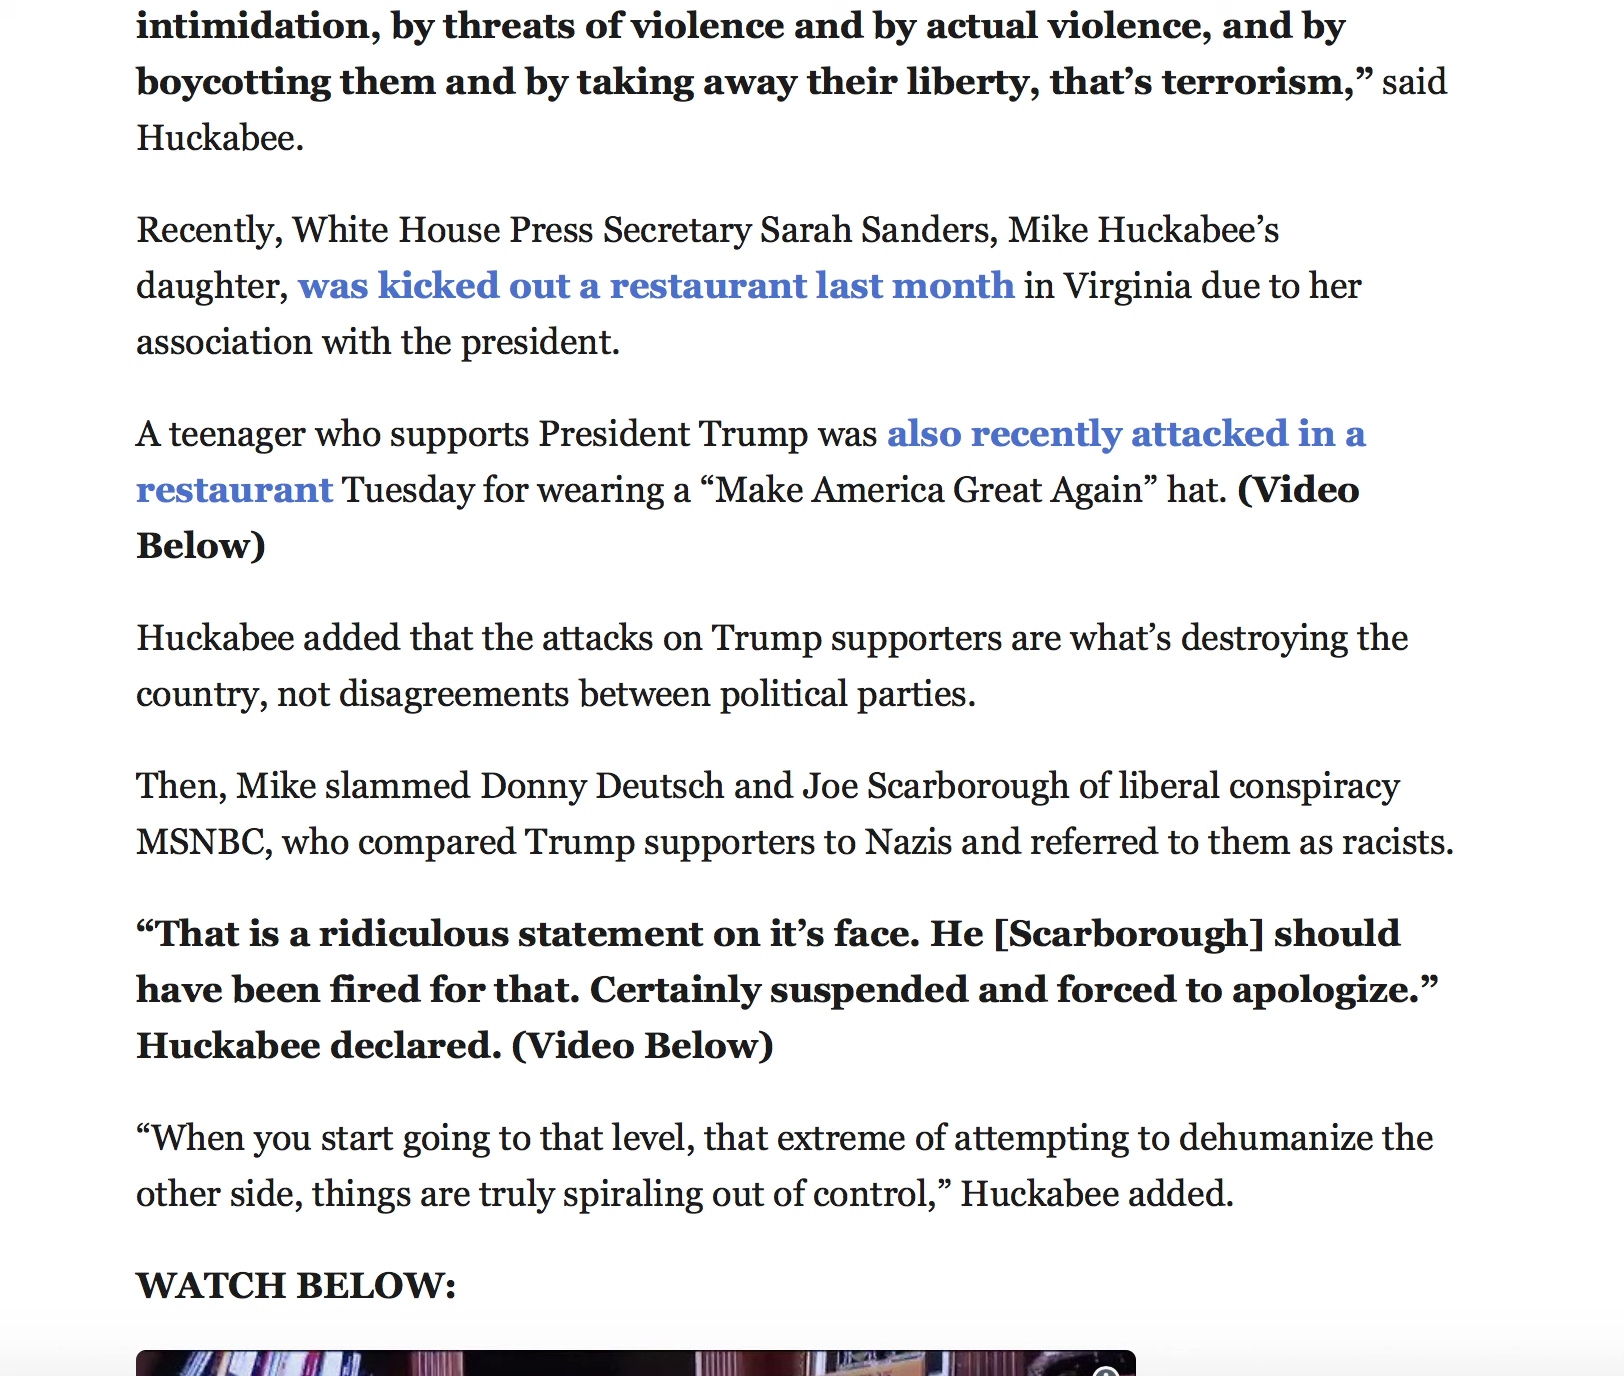 intimidation, by threats of violence and by actual violence, and by
boycotting them and by taking away their liberty, that’s terrorism,” said
Huckabee.
Recently, White House Press Secretary Sarah Sanders, Mike Huckabee’s
daughter, was kicked out a restaurant last month in Virginia due to her
association with the president.
A teenager who supports President Trump was also recently attacked in a
restaurant Tuesday for wearing a “Make America Great Again” hat. (Video
Below)
Huckabee added that the attacks on Trump supporters are what’s destroying the
country, not disagreements between political parties.
Then, Mike slammed Donny Deutsch and Joe Scarborough of liberal conspiracy
MSNBC, who compared Trump supporters to Nazis and referred to them as racists.
“That is a ridiculous statement on it’s face. He [Scarborough] should
have been fired for that. Certainly suspended and forced to apologize.”
Huckabee declared. (Video Below)
“When you start going to that level, that extreme of attempting to dehumanize the
other side, things are truly spiraling out of control,” Huckabee added.
WATCH BELOW: